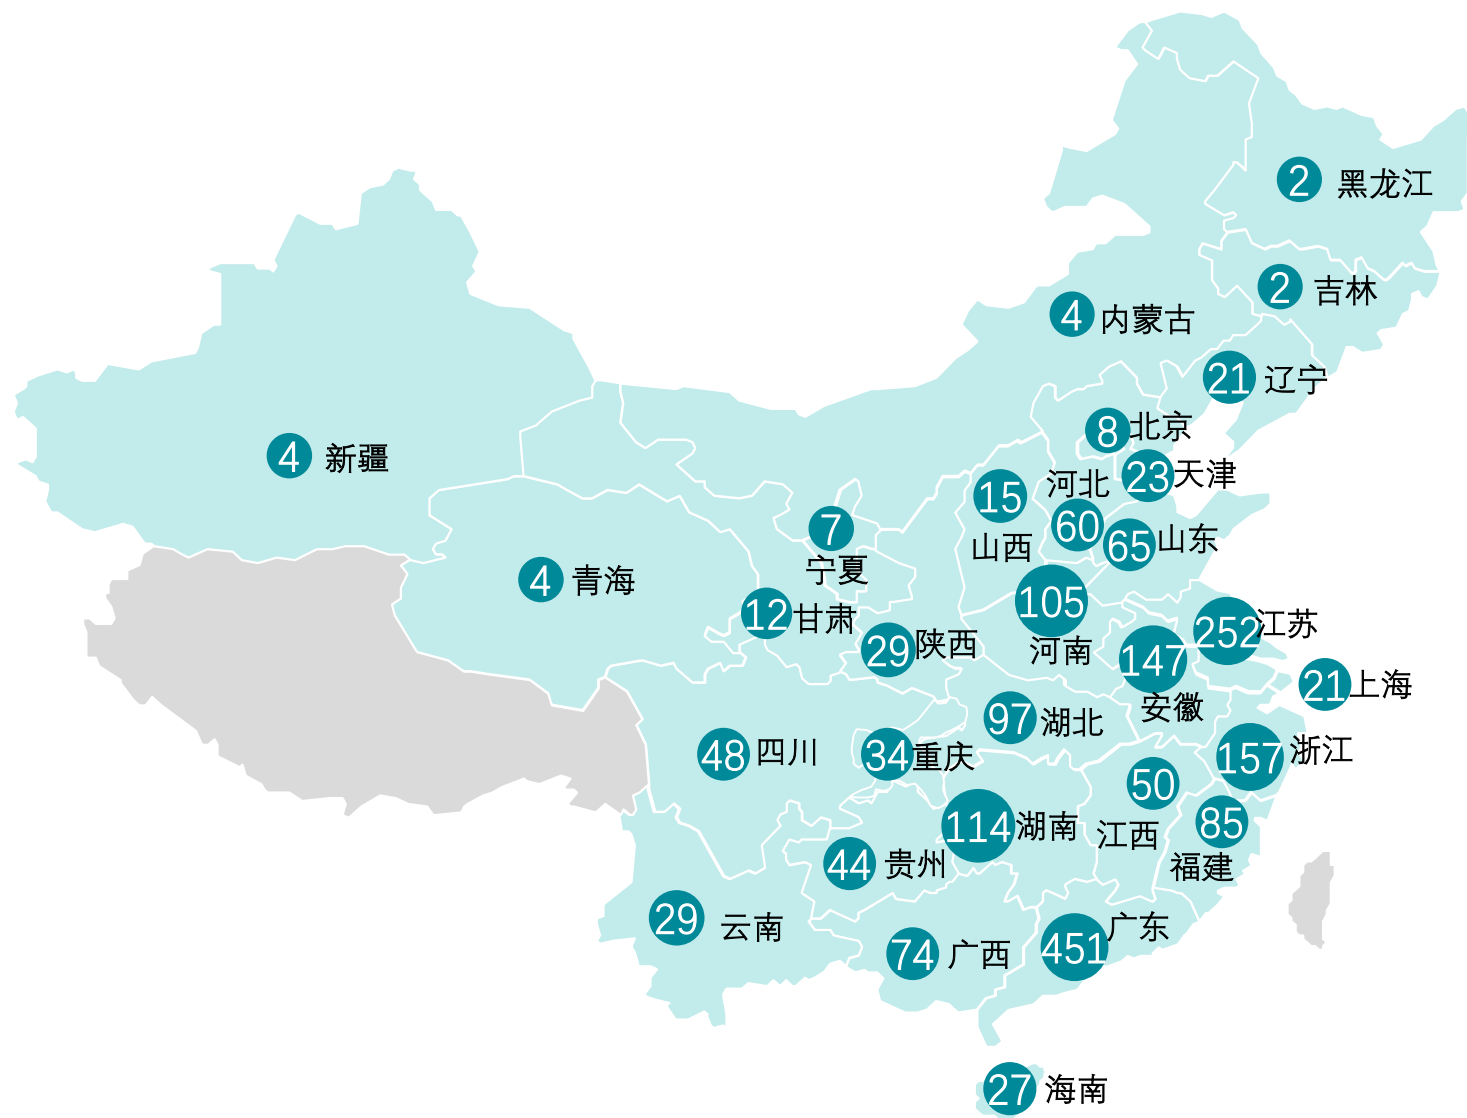 2 黑龙江
2 吉林
4 内蒙古
21 辽宁
8 北京
4 新疆
23 天津
河北
60
15
山西
65 山东
7
宁夏
4 青海
12 甘肃
105
河南
252 江苏
29 陕西
147
安徽
21 上海
97 湖北
48 四川
34 重庆
157 浙江
50
江西
85
福建
114 湖南
44 贵州
29 云南
74 广西
451 广东
27 海南